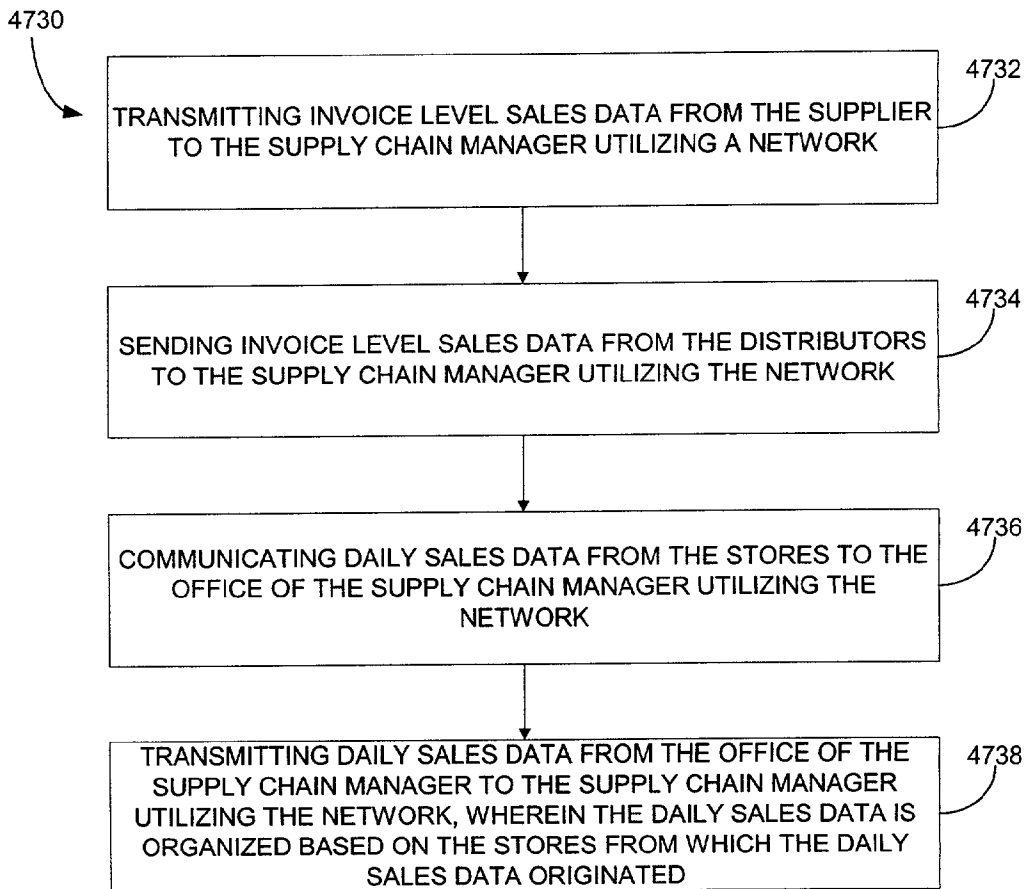 4730
4732
TRANSMITTING INVOICE LEVEL SALES DATA FROM THE SUPPLIER
TO THE SUPPLY CHAIN MANAGER UTILIZING A NETWORK
4734
SENDING INVOICE LEVEL SALES DATA FROM THE DISTRIBUTORS
TO THE SUPPLY CHAIN MANAGER UTILIZING THE NETWORK
4736
COMMUNICATING DAILY SALES DATA FROM THE STORES TO THE
OFFICE OF THE SUPPLY CHAIN MANAGER UTILIZING THE
NETWORK
4738
TRANSMITTING DAILY SALES DATA FROM THE OFFICE OF THE
SUPPLY CHAIN MANAGER TO THE SUPPLY CHAIN MANAGER
UTILIZING THE NETWORK, WHEREIN THE DAILY SALES DATA IS
ORGANIZED BASED ON THE STORES FROM WHICH THE DAILY
SALES DATA ORIGINATED